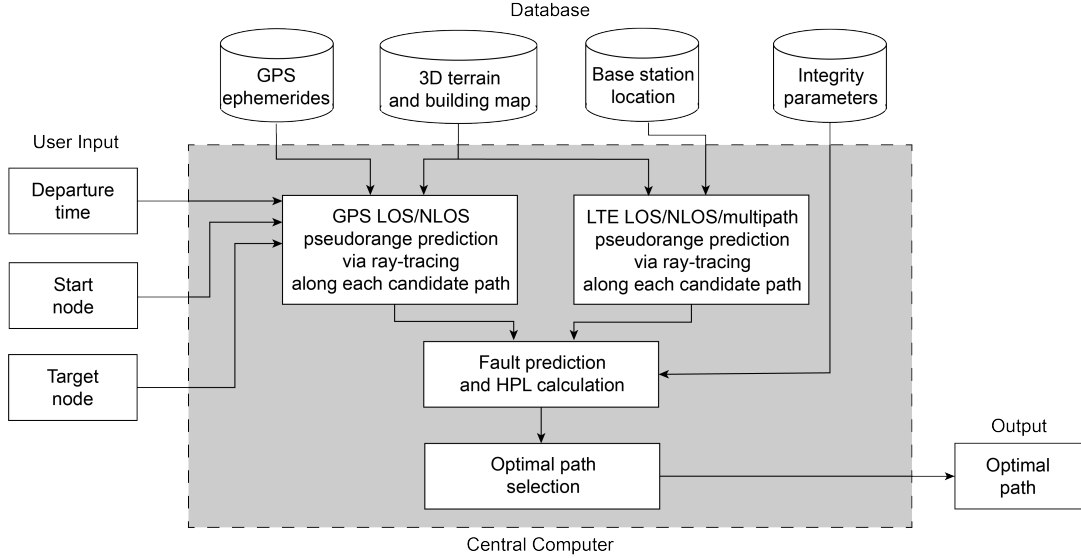 Database
GPS
ephemerides
3D terrain
and building map
Base station
location
Integrity
parameters
User Input
Departure
time
Start
node
Target
node
GPS LOS/NLOS
pseudorange prediction
via ray-tracing
along each candidate path
LTE LOS/NLOS/multipath
pseudorange prediction
via ray-tracing
along each candidate path
Fault prediction
and HPL calculation
Optimal path
selection
Output
Optimal
path
Central Computer